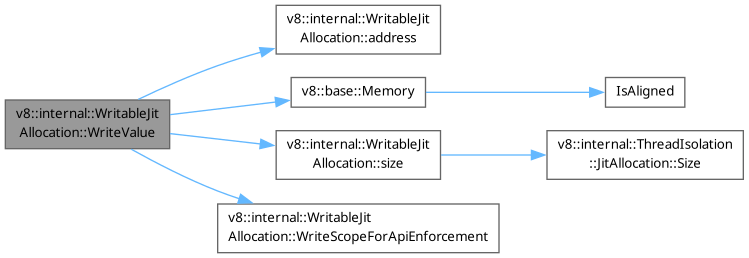 v8::internal::WritableJit
Allocation::WriteValue
v8::internal::WritableJit
Allocation::address
v8::base::Memory
IsAligned
v8::internal::WritableJit
Allocation::size
v8::internal::ThreadIsolation
::JitAllocation::Size
v8::internal::WritableJit
Allocation::WriteScopeForApiEnforcement